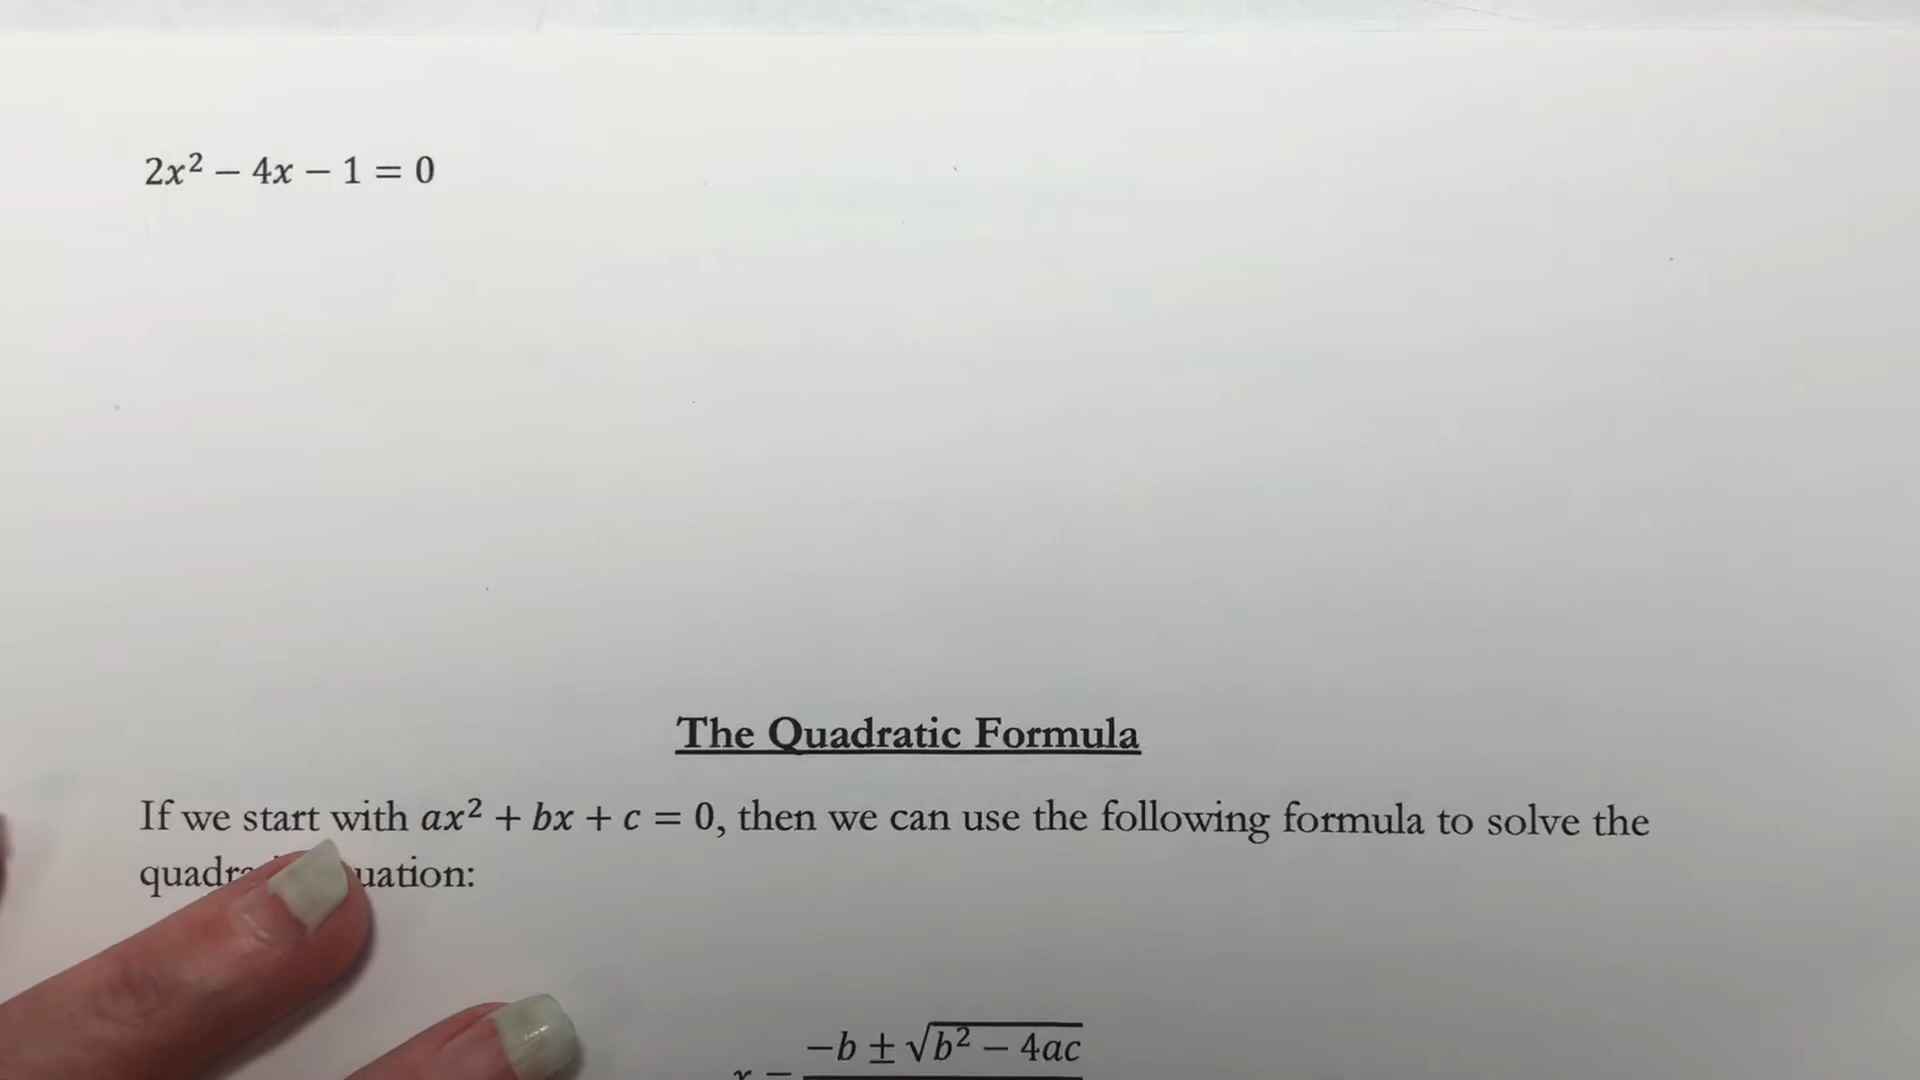 2x² − 4x − 1 = 0
The Quadratic Formula
If we start with ax² + bx + c = 0, then we can use the following formula to solve the
−b ± √b² − 4ac